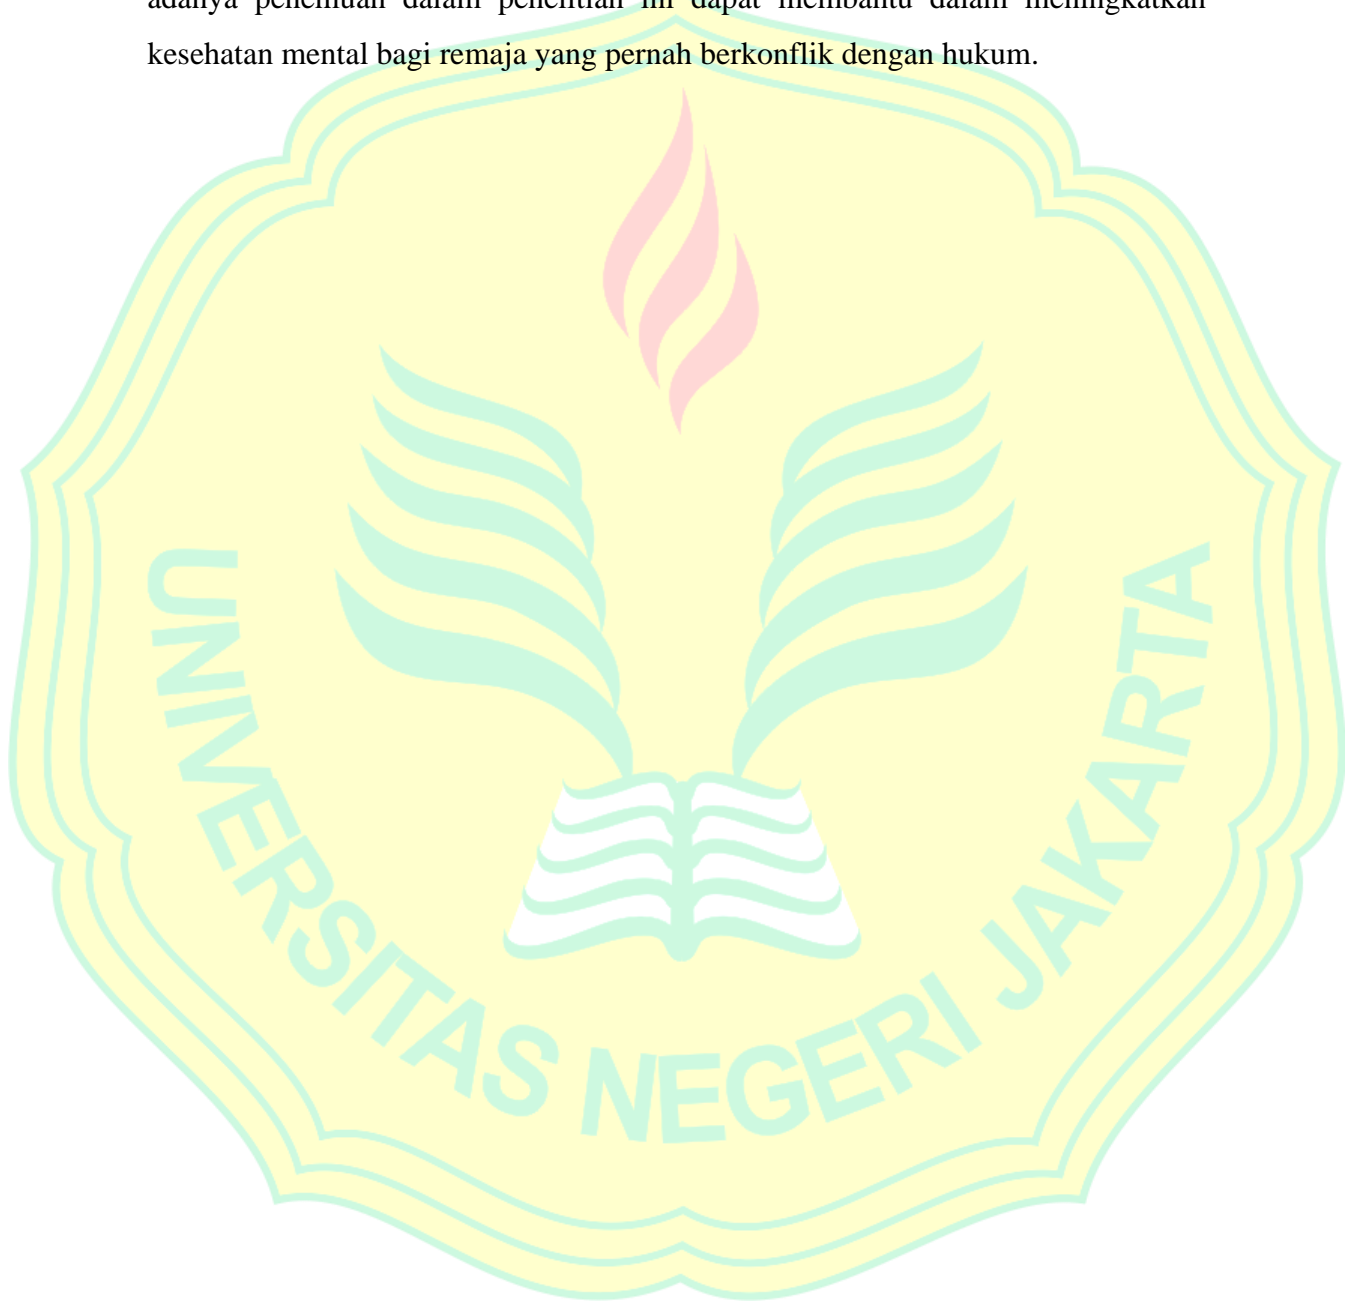 adanya penemuan dalam penelitian ini dapat membantu dalam meningkatkan
kesehatan mental bagi remaja yang pernah berkonflik dengan hukum.
UNIVERSITAS NEGERI JAKARTA